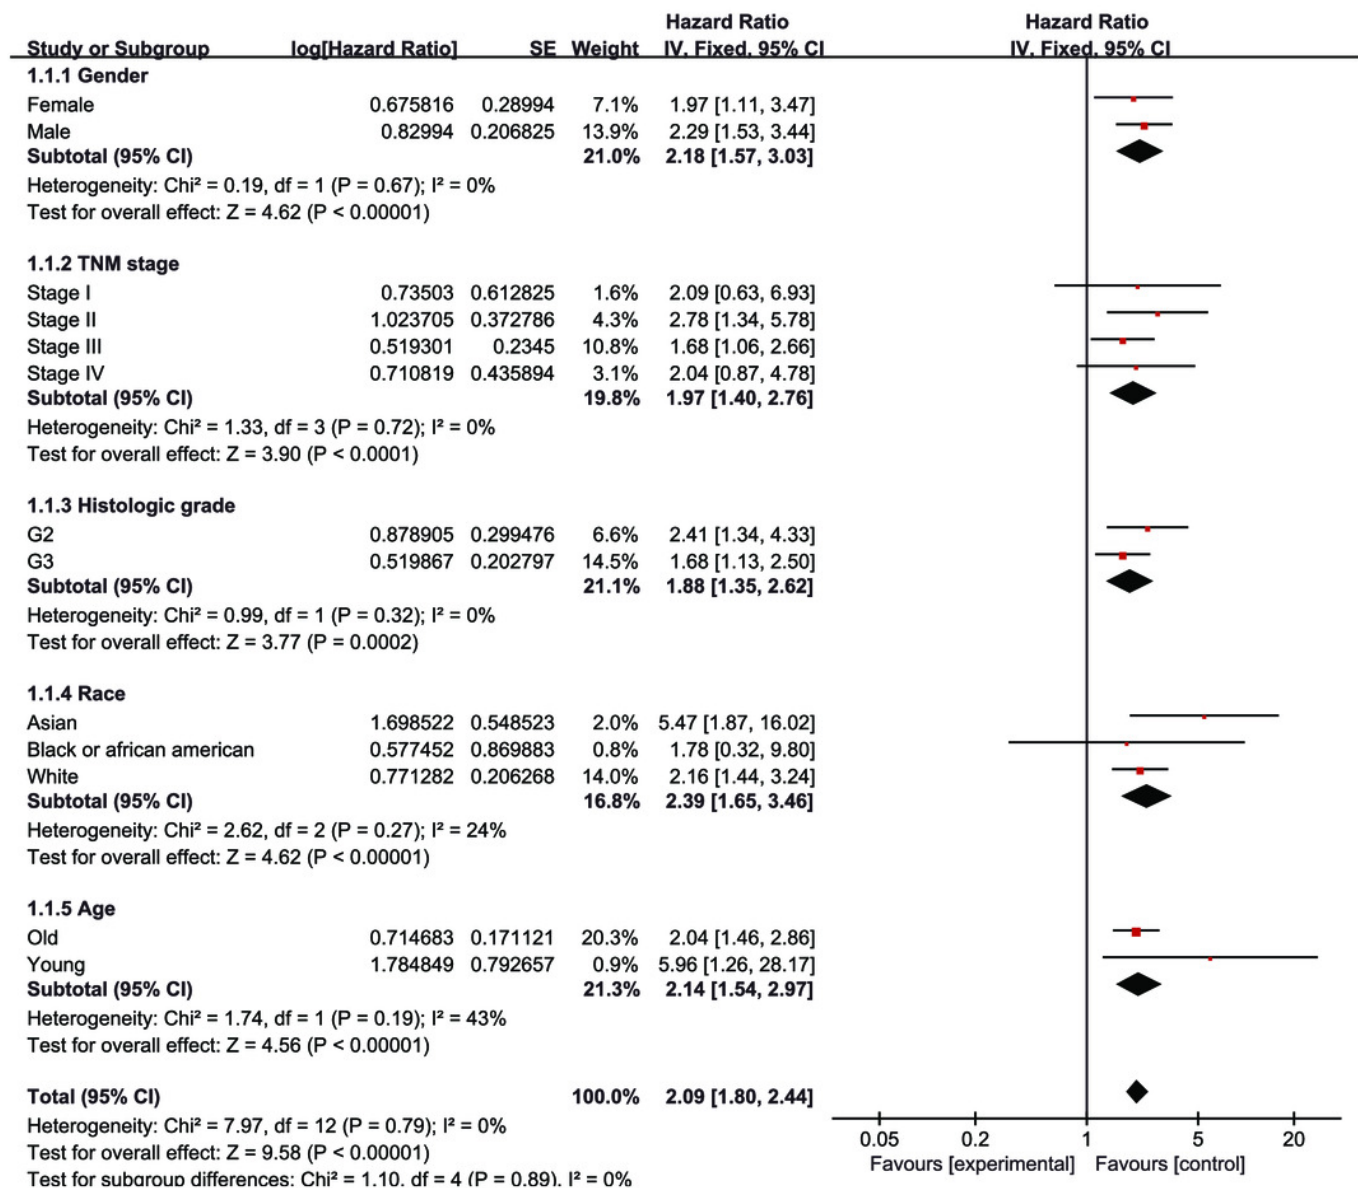 Hazard Ratio Hazard Ratio
Study or Subgroup log[Hazard Ratio] SE Weight IV, Fixed, 95% CI IV, Fixed, 95% CI
1.1.1 Gender
Female 0.675816 0.28994 7.1% 1.97 [1.11, 3.47]
Male 0.82994 0.206825 13.9% 2.29 [1.53, 3.44]
Subtotal (95% CI) 21.0% 2.18 [1.57, 3.03]
Heterogeneity: Chi² = 0.19, df = 1 (P = 0.67); I² = 0%
Test for overall effect: Z = 4.62 (P < 0.00001)
1.1.2 TNM stage
Stage I 0.73503 0.612825 1.6% 2.09 [0.63, 6.93]
Stage II 1.023705 0.372786 4.3% 2.78 [1.34, 5.78]
Stage III 0.519301 0.2345 10.8% 1.68 [1.06, 2.66]
Stage IV 0.710819 0.435894 3.1% 2.04 [0.87, 4.78]
Subtotal (95% CI) 19.8% 1.97 [1.40, 2.76]
Heterogeneity: Chi² = 1.33, df = 3 (P = 0.72); I² = 0%
Test for overall effect: Z = 3.90 (P < 0.0001)
1.1.3 Histologic grade
G2 0.878905 0.299476 6.6% 2.41 [1.34, 4.33]
G3 0.519867 0.202797 14.5% 1.68 [1.13, 2.50]
Subtotal (95% CI) 21.1% 1.88 [1.35, 2.62]
Heterogeneity: Chi² = 0.99, df = 1 (P = 0.32); I² = 0%
Test for overall effect: Z = 3.77 (P = 0.0002)
1.1.4 Race
Asian 1.698522 0.548523 2.0% 5.47 [1.87, 16.02]
Black or african american 0.577452 0.869883 0.8% 1.78 [0.32, 9.80]
White 0.771282 0.206268 14.0% 2.16 [1.44, 3.24]
Subtotal (95% CI) 16.8% 2.39 [1.65, 3.46]
Heterogeneity: Chi² = 2.62, df = 2 (P = 0.27); I² = 24%
Test for overall effect: Z = 4.62 (P < 0.00001)
1.1.5 Age
Old 0.714683 0.171121 20.3% 2.04 [1.46, 2.86]
Young 1.784849 0.792657 0.9% 5.96 [1.26, 28.17]
Subtotal (95% CI) 21.3% 2.14 [1.54, 2.97]
Heterogeneity: Chi² = 1.74, df = 1 (P = 0.19); I² = 43%
Test for overall effect: Z = 4.56 (P < 0.00001)
Total (95% CI) 100.0% 2.09 [1.80, 2.44]
Heterogeneity: Chi² = 7.97, df = 12 (P = 0.79); I² = 0%
Test for overall effect: Z = 9.58 (P < 0.00001)
Test for subgroup differences: Chi² = 1.10, df = 4 (P = 0.89), I² = 0%
0.05 0.2 1 5 20
Favours [experimental] Favours [control]